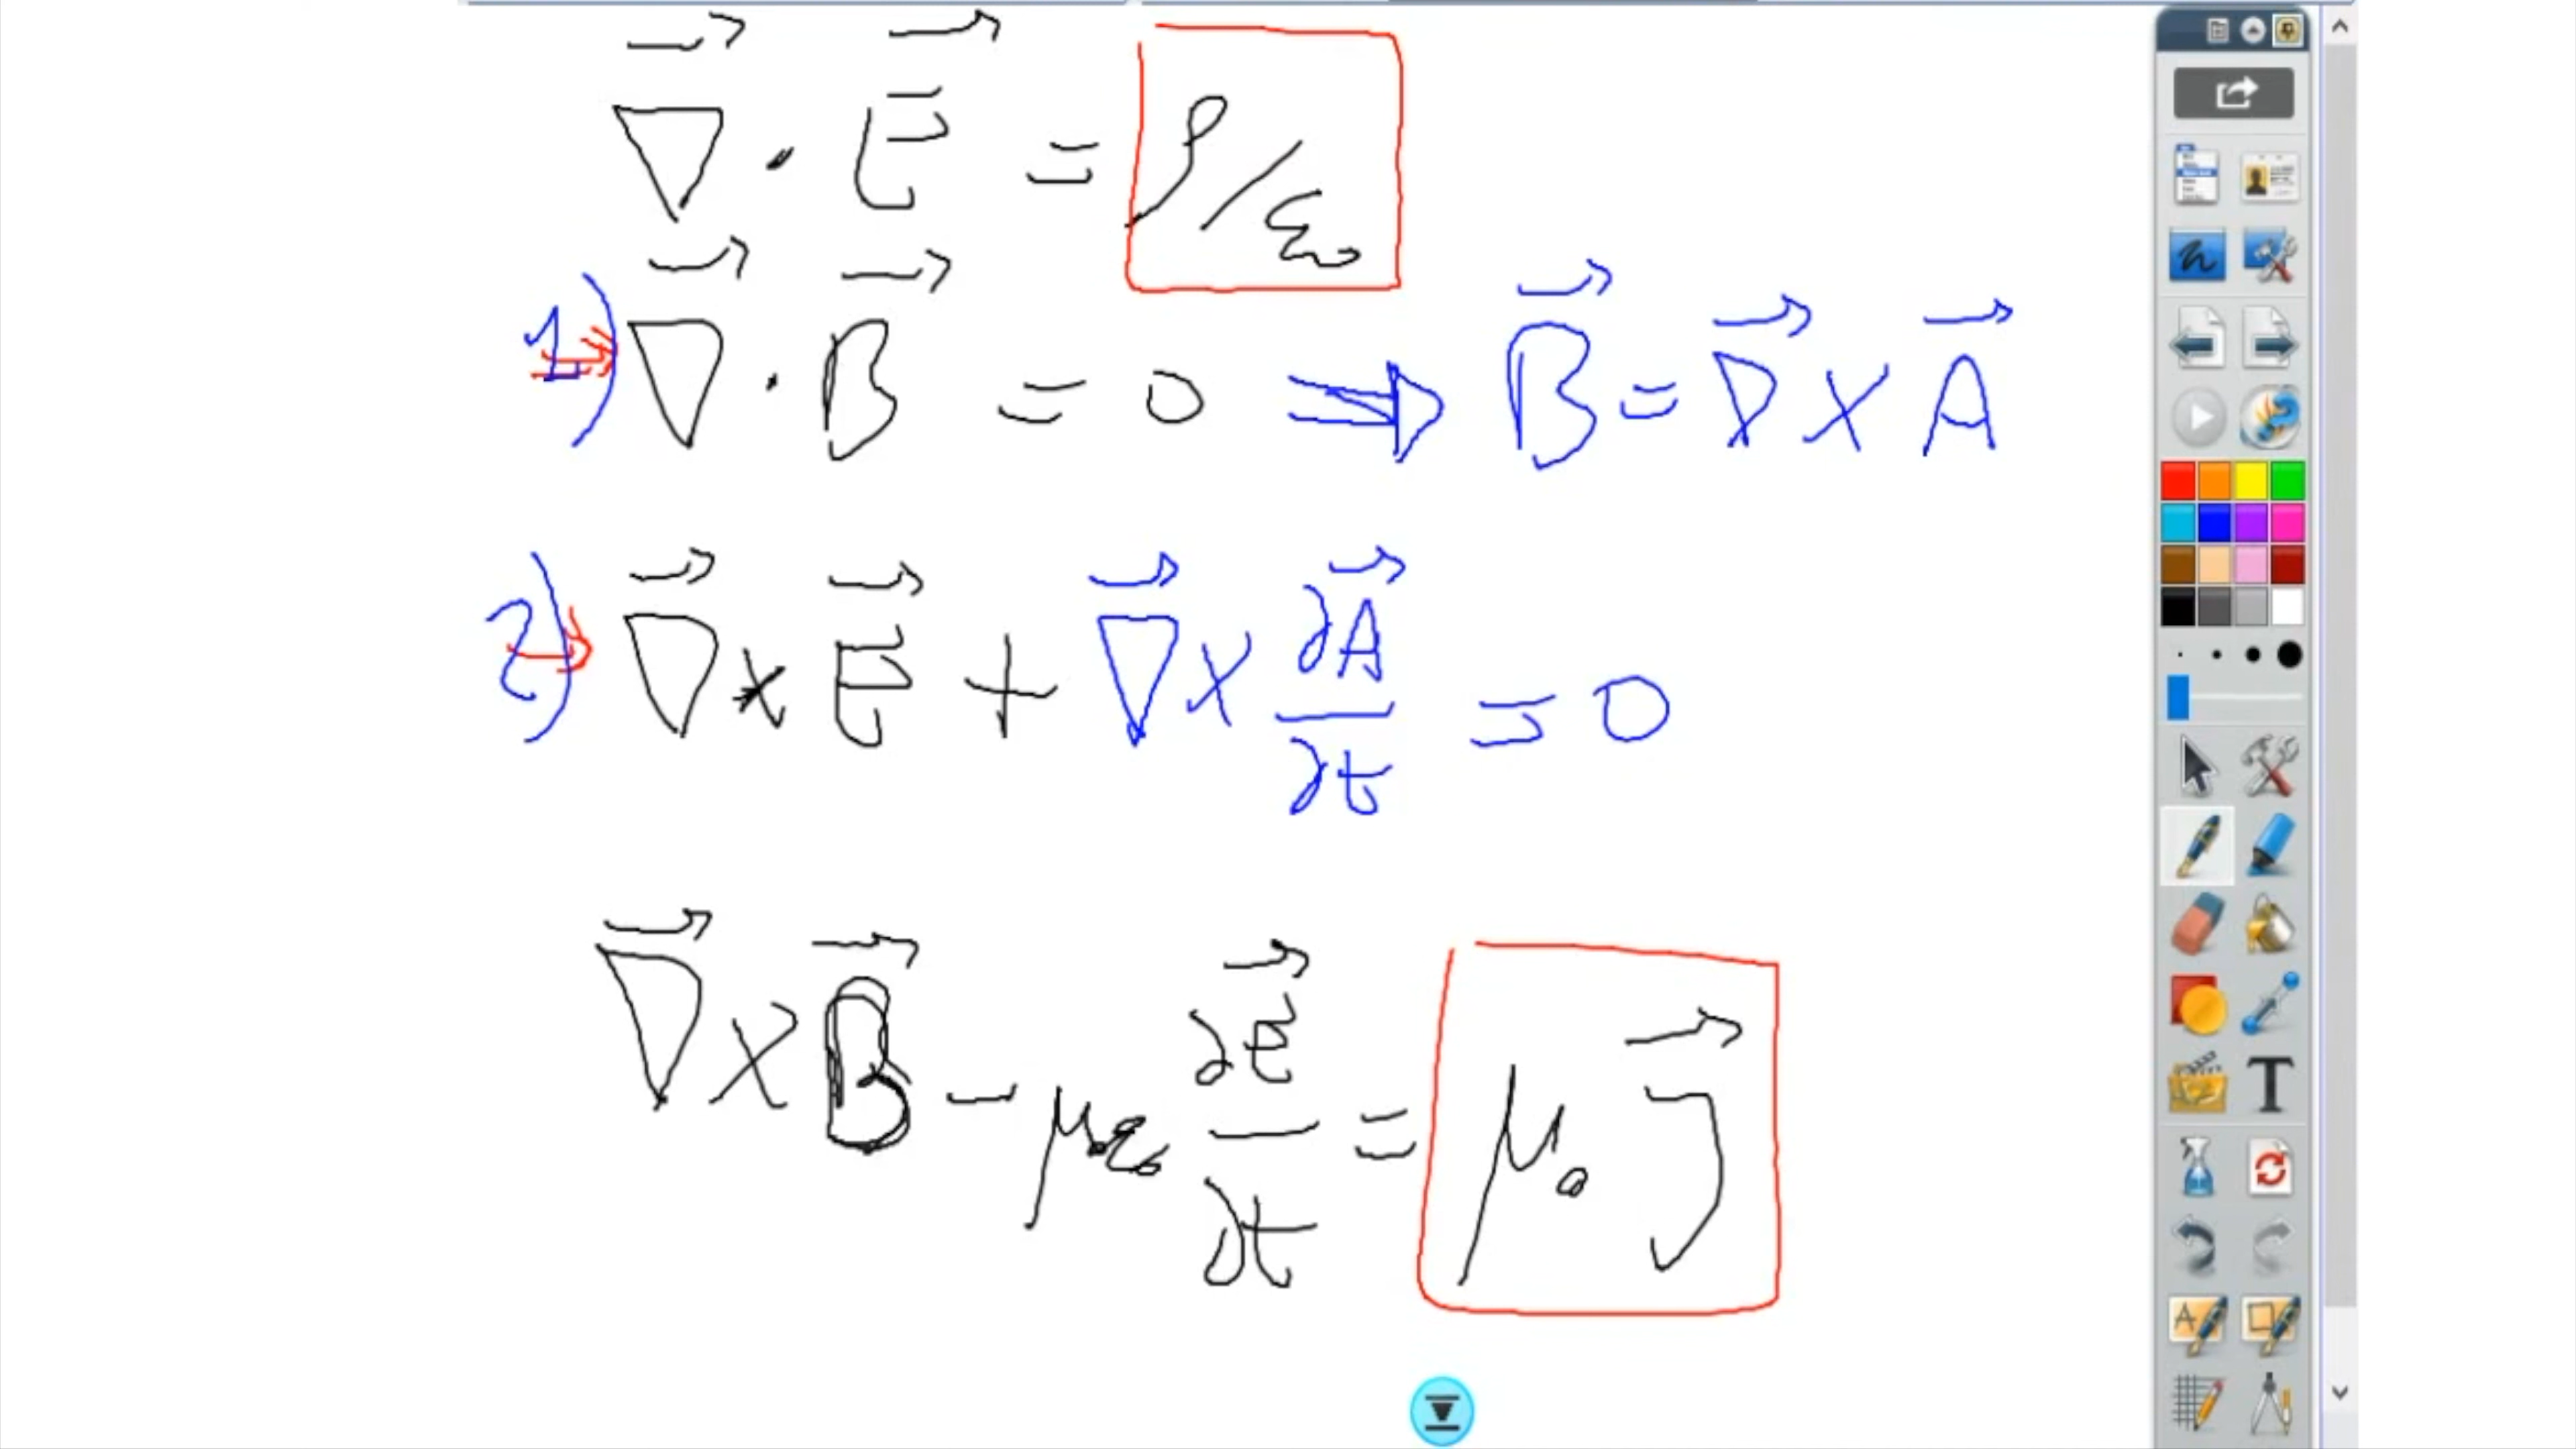 ∇⃗ · E⃗ = ρ/ε₀
1) ∇⃗ · B⃗ = 0 ⇒ B⃗ = ∇⃗ × A⃗
2) ∇⃗ × E⃗ + ∇⃗ × ∂A⃗/∂t = 0
∇⃗ × B⃗ − μ₀ε₀ ∂E⃗/∂t = μ₀ J⃗